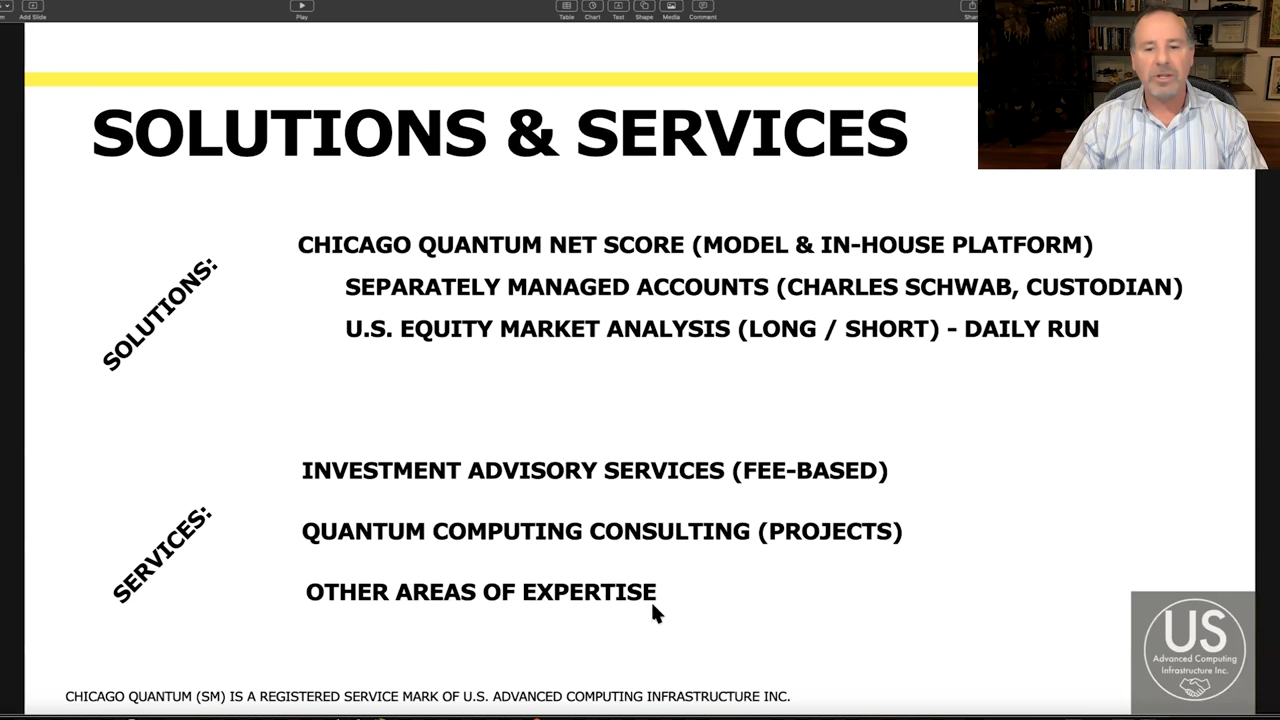 Add Slide
Play
Table
Chart
Text
Shape
Media
Comment
SOLUTIONS & SERVICES
SOLUTIONS:
CHICAGO QUANTUM NET SCORE (MODEL & IN-HOUSE PLATFORM)
SEPARATELY MANAGED ACCOUNTS (CHARLES SCHWAB, CUSTODIAN)
U.S. EQUITY MARKET ANALYSIS (LONG / SHORT) - DAILY RUN
SERVICES:
INVESTMENT ADVISORY SERVICES (FEE-BASED)
QUANTUM COMPUTING CONSULTING (PROJECTS)
OTHER AREAS OF EXPERTISE
US
Advanced Computing
Infrastructure Inc.
CHICAGO QUANTUM (SM) IS A REGISTERED SERVICE MARK OF U.S. ADVANCED COMPUTING INFRASTRUCTURE INC.